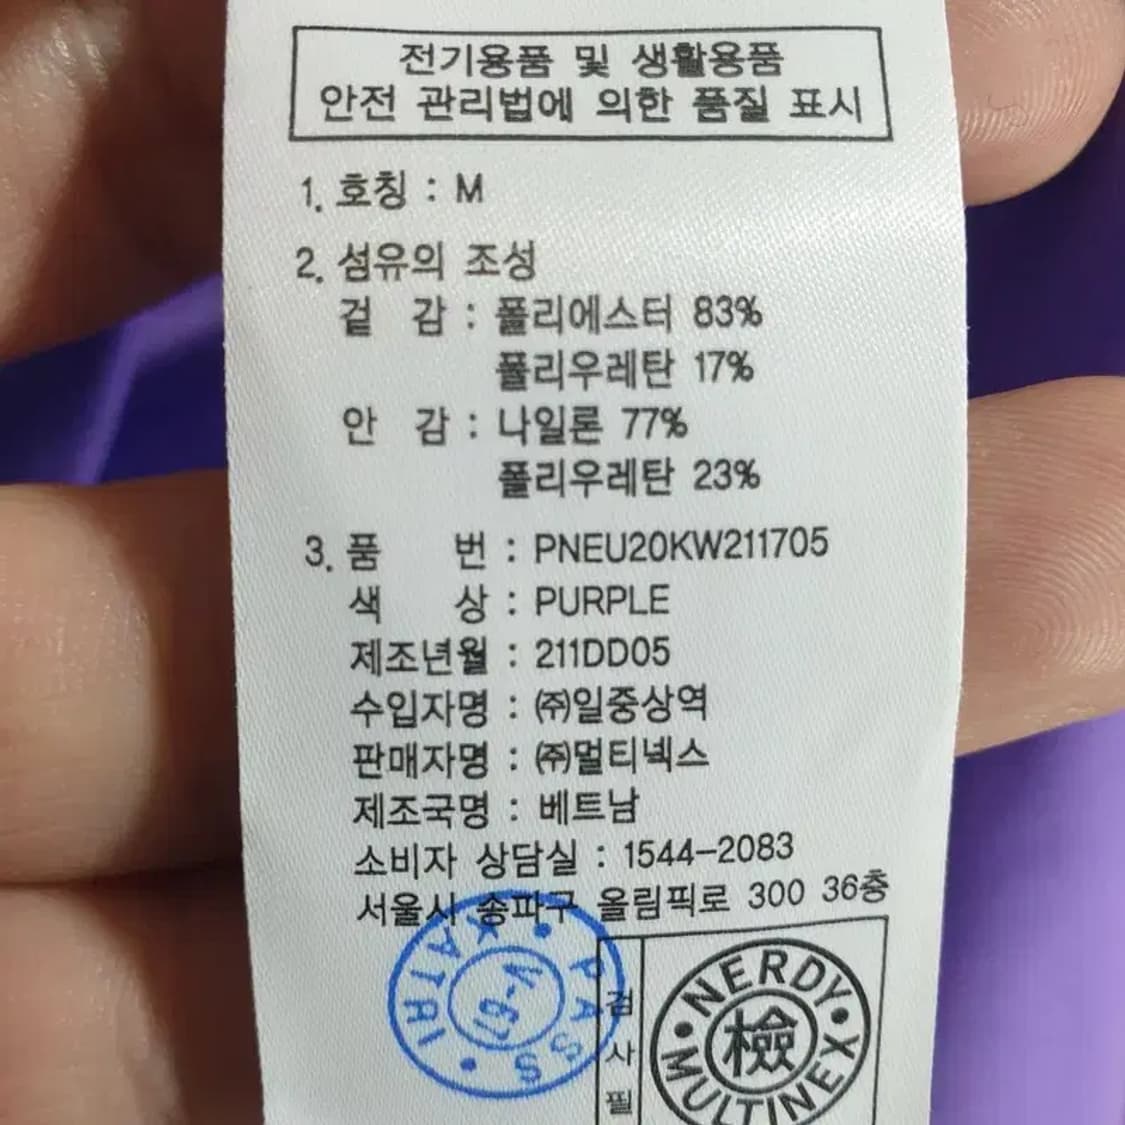 전기용품 및 생활용품
안전 관리법에 의한 품질 표시
1. 호칭 : M
2. 섬유의 조성
겉 감 : 폴리에스터 83%
폴리우레탄 17%
안 감 : 나일론 77%
폴리우레탄 23%
3. 품 번 : PNEU20KW211705
색 상 : PURPLE
제조년월 : 211DD05
수입자명 : ㈜일중상역
판매자명 : ㈜멀티넥스
제조국명 : 베트남
소비자 상담실 : 1544-2083
서울시 송파구 올림픽로 300 36층
PASS
V-67
검사필
NERDY
檢
MULTINEX